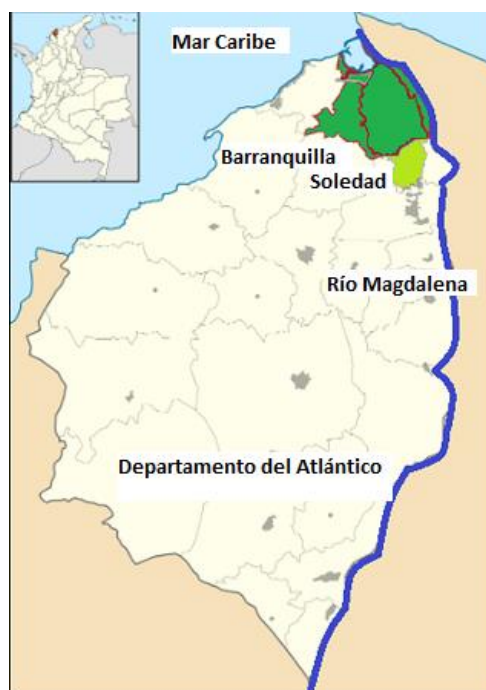 Mar Caribe
Barranquilla
Soledad
Río Magdalena
Departamento del Atlántico